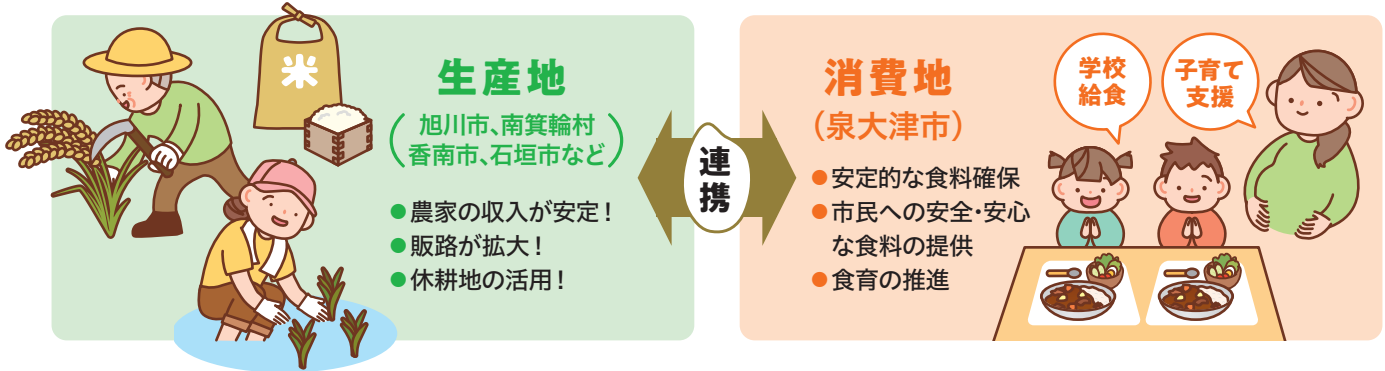 米
生産地
(旭川市、南箕輪村
香南市、石垣市など)
●農家の収入が安定!
●販路が拡大!
●休耕地の活用!
連
携
消費地
(泉大津市)
●安定的な食料確保
●市民への安全・安心
な食料の提供
●食育の推進
学校
給食
子育て
支援